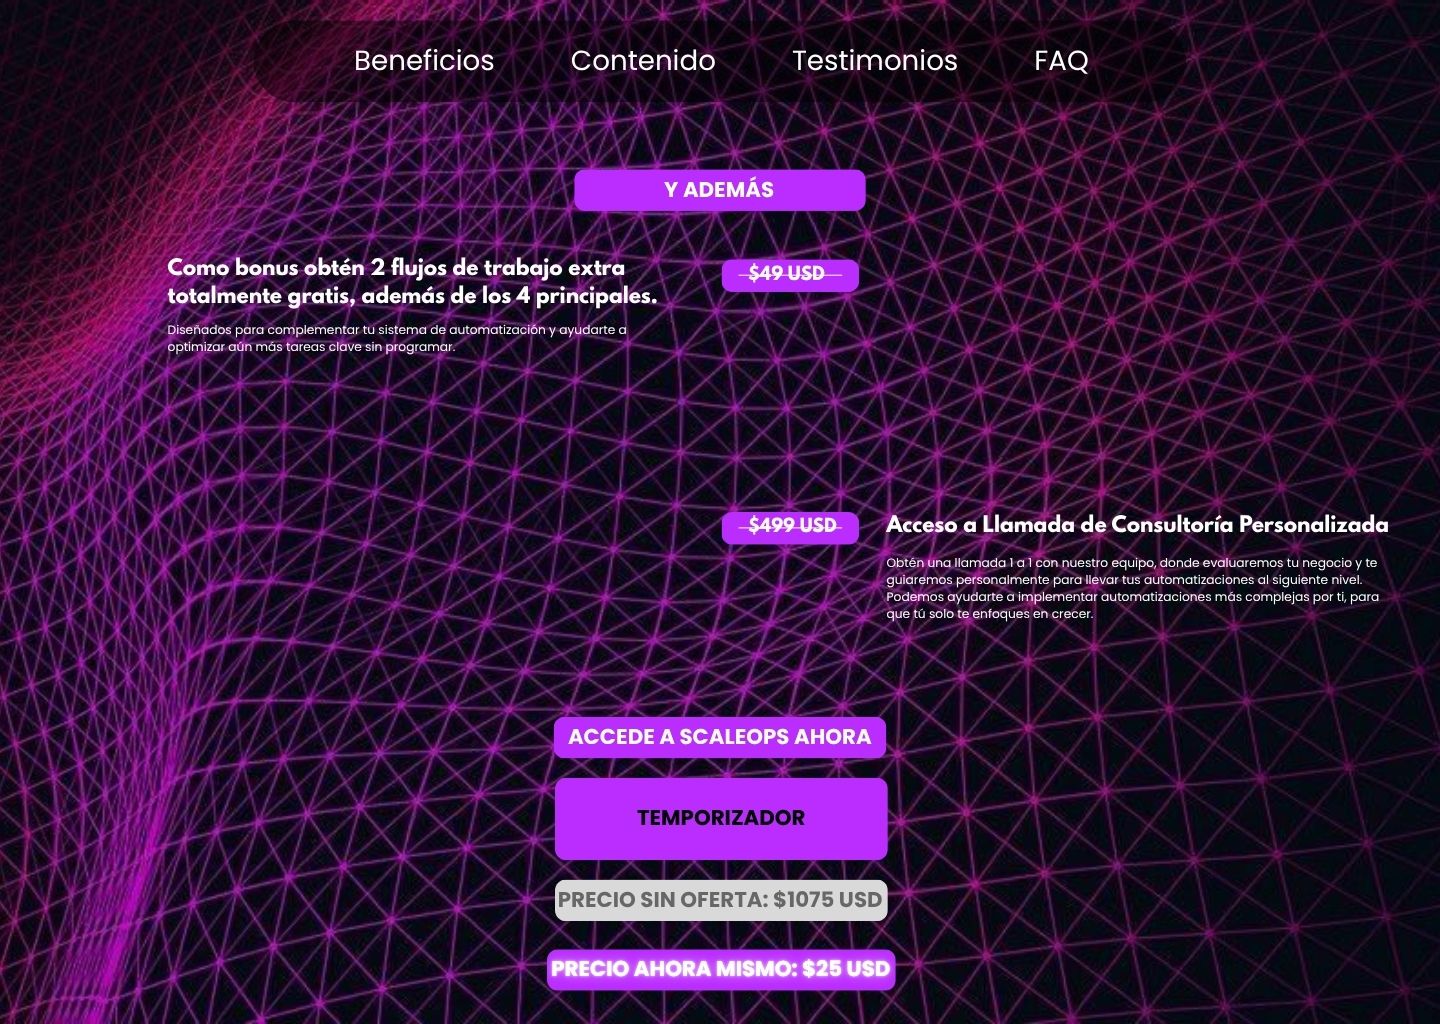 Beneficios
Contenido
Testimonios
FAQ
Y ADEMÁS
Como bonus obtén 2 flujos de trabajo extra
totalmente gratis, además de los 4 principales.
$49 USD
Diseñados para complementar tu sistema de automatización y ayudarte a
optimizar aún más tareas clave sin programar.
$499 USD
Acceso a Llamada de Consultoría Personalizada
Obtén una llamada 1 a 1 con nuestro equipo, donde evaluaremos tu negocio y te
guiaremos personalmente para llevar tus automatizaciones al siguiente nivel.
Podemos ayudarte a implementar automatizaciones más complejas por ti, para
que tú solo te enfoques en crecer.
ACCEDE A SCALEOPS AHORA
TEMPORIZADOR
PRECIO SIN OFERTA: $1075 USD
PRECIO AHORA MISMO: $25 USD